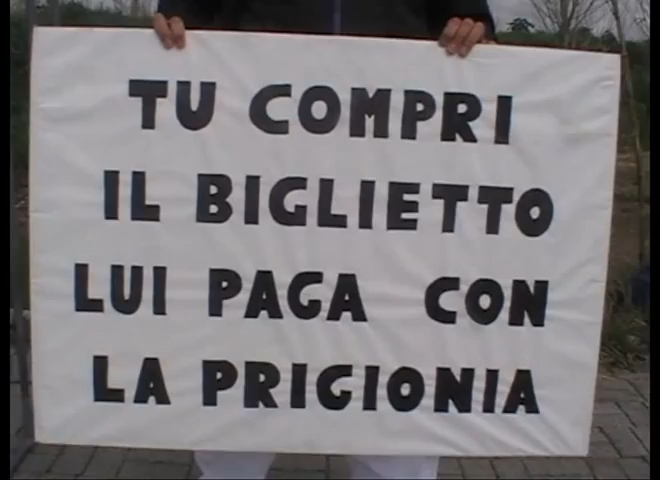 TU COMPRI
IL BIGLIETTO
LUI PAGA CON
LA PRIGIONIA